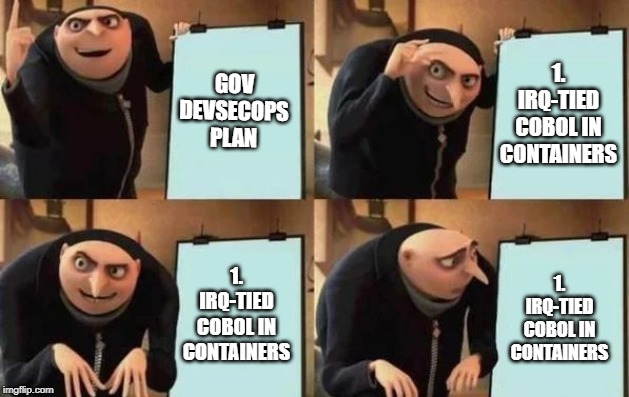 GOV
DEVSECOPS
PLAN
1.
IRQ-TIED
COBOL IN
CONTAINERS
1.
IRQ-TIED
COBOL IN
CONTAINERS
1.
IRQ-TIED
COBOL IN
CONTAINERS
imgflip.com